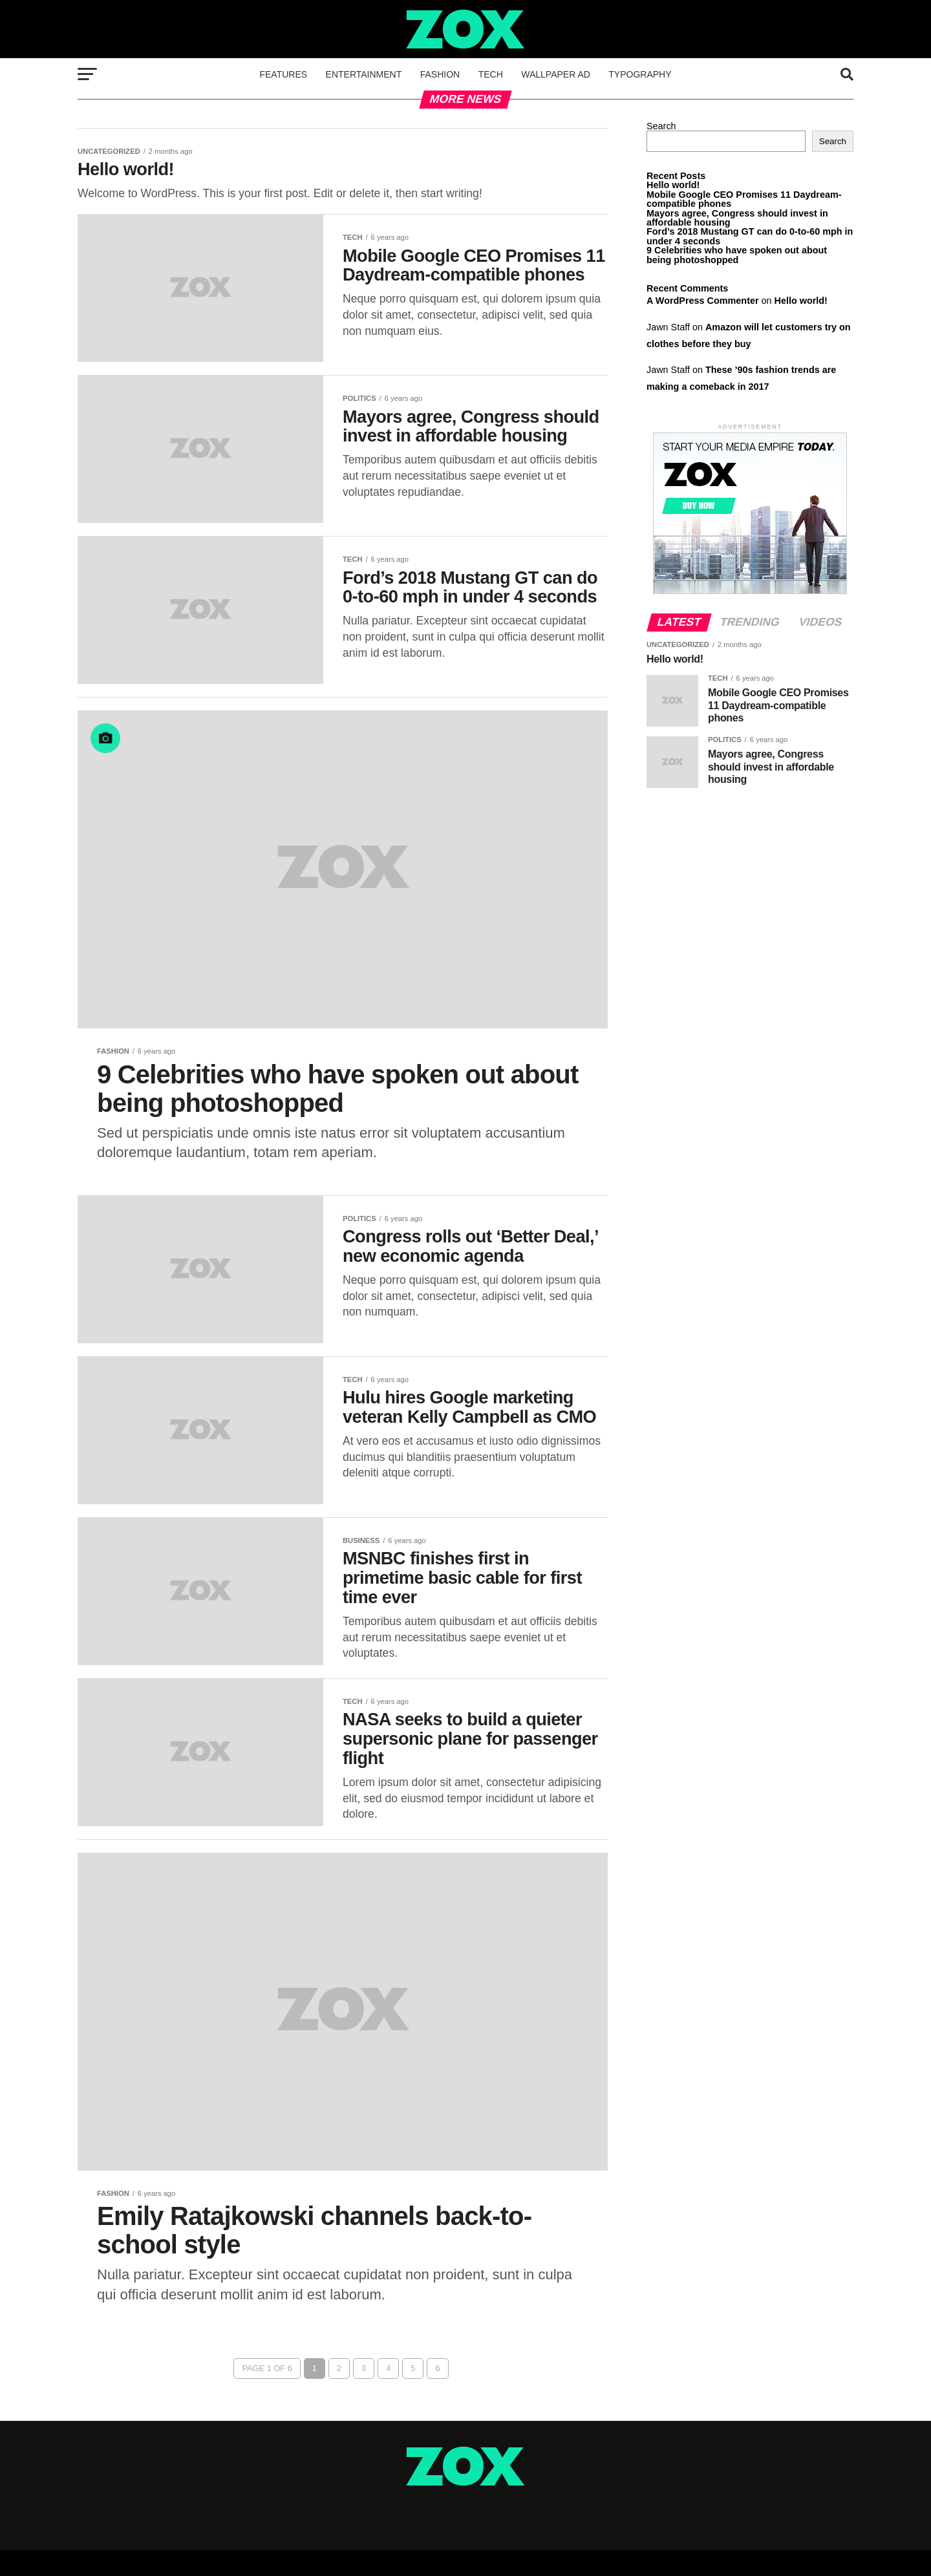 ZOX
FEATURES ENTERTAINMENT FASHION TECH WALLPAPER AD TYPOGRAPHY
MORE NEWS
UNCATEGORIZED / 2 months ago
Hello world!
Welcome to WordPress. This is your first post. Edit or delete it, then start writing!
ZOX
TECH / 6 years ago
Mobile Google CEO Promises 11
Daydream-compatible phones
Neque porro quisquam est, qui dolorem ipsum quia
dolor sit amet, consectetur, adipisci velit, sed quia
non numquam eius.
ZOX
POLITICS / 6 years ago
Mayors agree, Congress should
invest in affordable housing
Temporibus autem quibusdam et aut officiis debitis
aut rerum necessitatibus saepe eveniet ut et
voluptates repudiandae.
ZOX
TECH / 6 years ago
Ford’s 2018 Mustang GT can do
0-to-60 mph in under 4 seconds
Nulla pariatur. Excepteur sint occaecat cupidatat
non proident, sunt in culpa qui officia deserunt mollit
anim id est laborum.
ZOX
FASHION / 6 years ago
9 Celebrities who have spoken out about
being photoshopped
Sed ut perspiciatis unde omnis iste natus error sit voluptatem accusantium
doloremque laudantium, totam rem aperiam.
ZOX
POLITICS / 6 years ago
Congress rolls out ‘Better Deal,’
new economic agenda
Neque porro quisquam est, qui dolorem ipsum quia
dolor sit amet, consectetur, adipisci velit, sed quia
non numquam.
ZOX
TECH / 6 years ago
Hulu hires Google marketing
veteran Kelly Campbell as CMO
At vero eos et accusamus et iusto odio dignissimos
ducimus qui blanditiis praesentium voluptatum
deleniti atque corrupti.
ZOX
BUSINESS / 6 years ago
MSNBC finishes first in
primetime basic cable for first
time ever
Temporibus autem quibusdam et aut officiis debitis
aut rerum necessitatibus saepe eveniet ut et
voluptates.
ZOX
TECH / 6 years ago
NASA seeks to build a quieter
supersonic plane for passenger
flight
Lorem ipsum dolor sit amet, consectetur adipisicing
elit, sed do eiusmod tempor incididunt ut labore et
dolore.
ZOX
FASHION / 6 years ago
Emily Ratajkowski channels back-to-
school style
Nulla pariatur. Excepteur sint occaecat cupidatat non proident, sunt in culpa
qui officia deserunt mollit anim id est laborum.
PAGE 1 OF 6 1 2 3 4 5 6
Search
Search
Recent Posts
Hello world!
Mobile Google CEO Promises 11 Daydream-
compatible phones
Mayors agree, Congress should invest in
affordable housing
Ford’s 2018 Mustang GT can do 0-to-60 mph in
under 4 seconds
9 Celebrities who have spoken out about
being photoshopped
Recent Comments
A WordPress Commenter on Hello world!
Jawn Staff on Amazon will let customers try on
clothes before they buy
Jawn Staff on These ’90s fashion trends are
making a comeback in 2017
ADVERTISEMENT
START YOUR MEDIA EMPIRE TODAY.
ZOX
BUY NOW
LATEST TRENDING VIDEOS
UNCATEGORIZED / 2 months ago
Hello world!
ZOX
TECH / 6 years ago
Mobile Google CEO Promises
11 Daydream-compatible
phones
ZOX
POLITICS / 6 years ago
Mayors agree, Congress
should invest in affordable
housing
ZOX